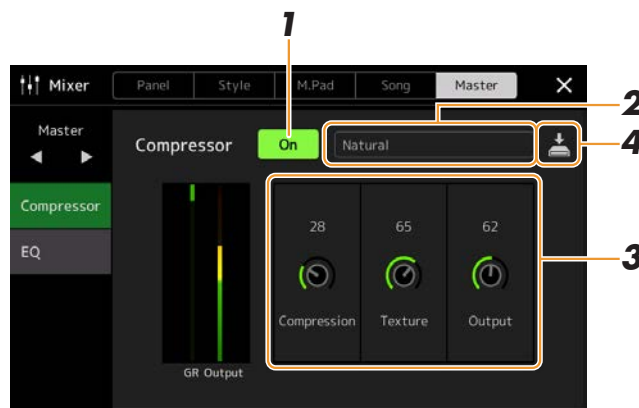 1
Mixer Panel Style M.Pad Song Master
2
Master Compressor On Natural
4
Compressor
EQ
28 65 62
3
Compression Texture Output
GR Output